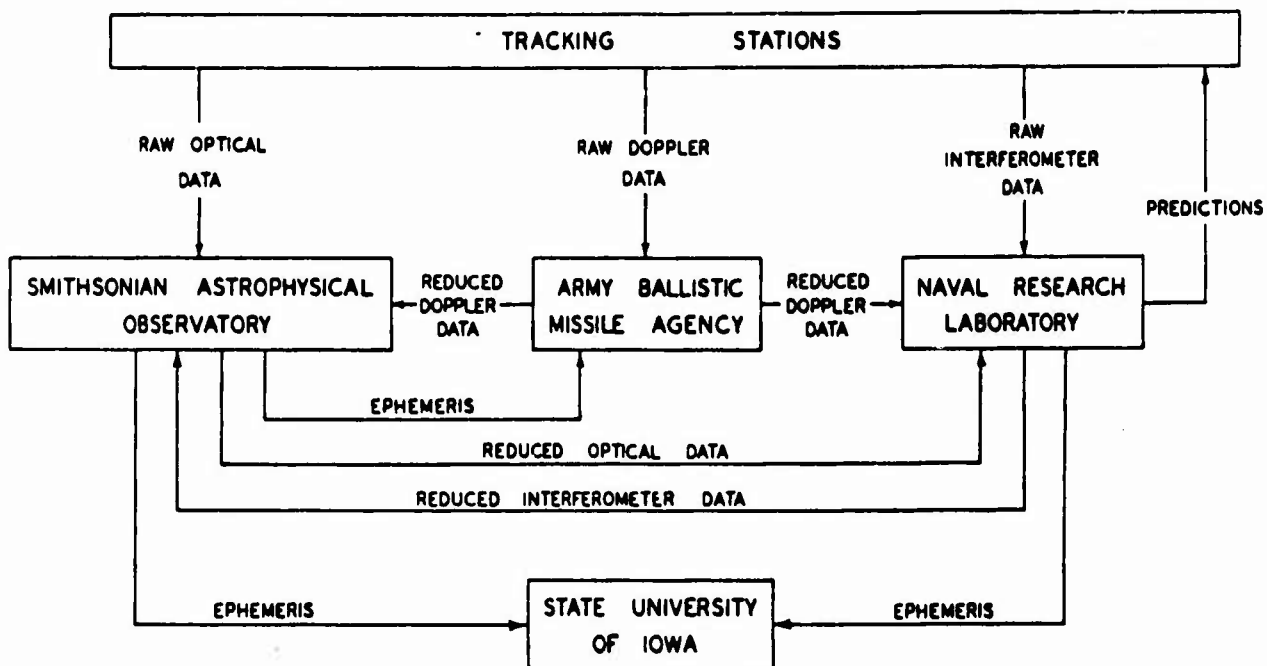 TRACKING STATIONS
RAW OPTICAL
DATA
RAW DOPPLER
DATA
RAW
INTERFEROMETER
DATA
PREDICTIONS
SMITHSONIAN ASTROPHYSICAL
OBSERVATORY
REDUCED
DOPPLER
DATA
ARMY BALLISTIC
MISSILE AGENCY
REDUCED
DOPPLER
DATA
NAVAL RESEARCH
LABORATORY
EPHEMERIS
REDUCED OPTICAL DATA
REDUCED INTERFEROMETER DATA
EPHEMERIS
STATE UNIVERSITY
OF IOWA
EPHEMERIS